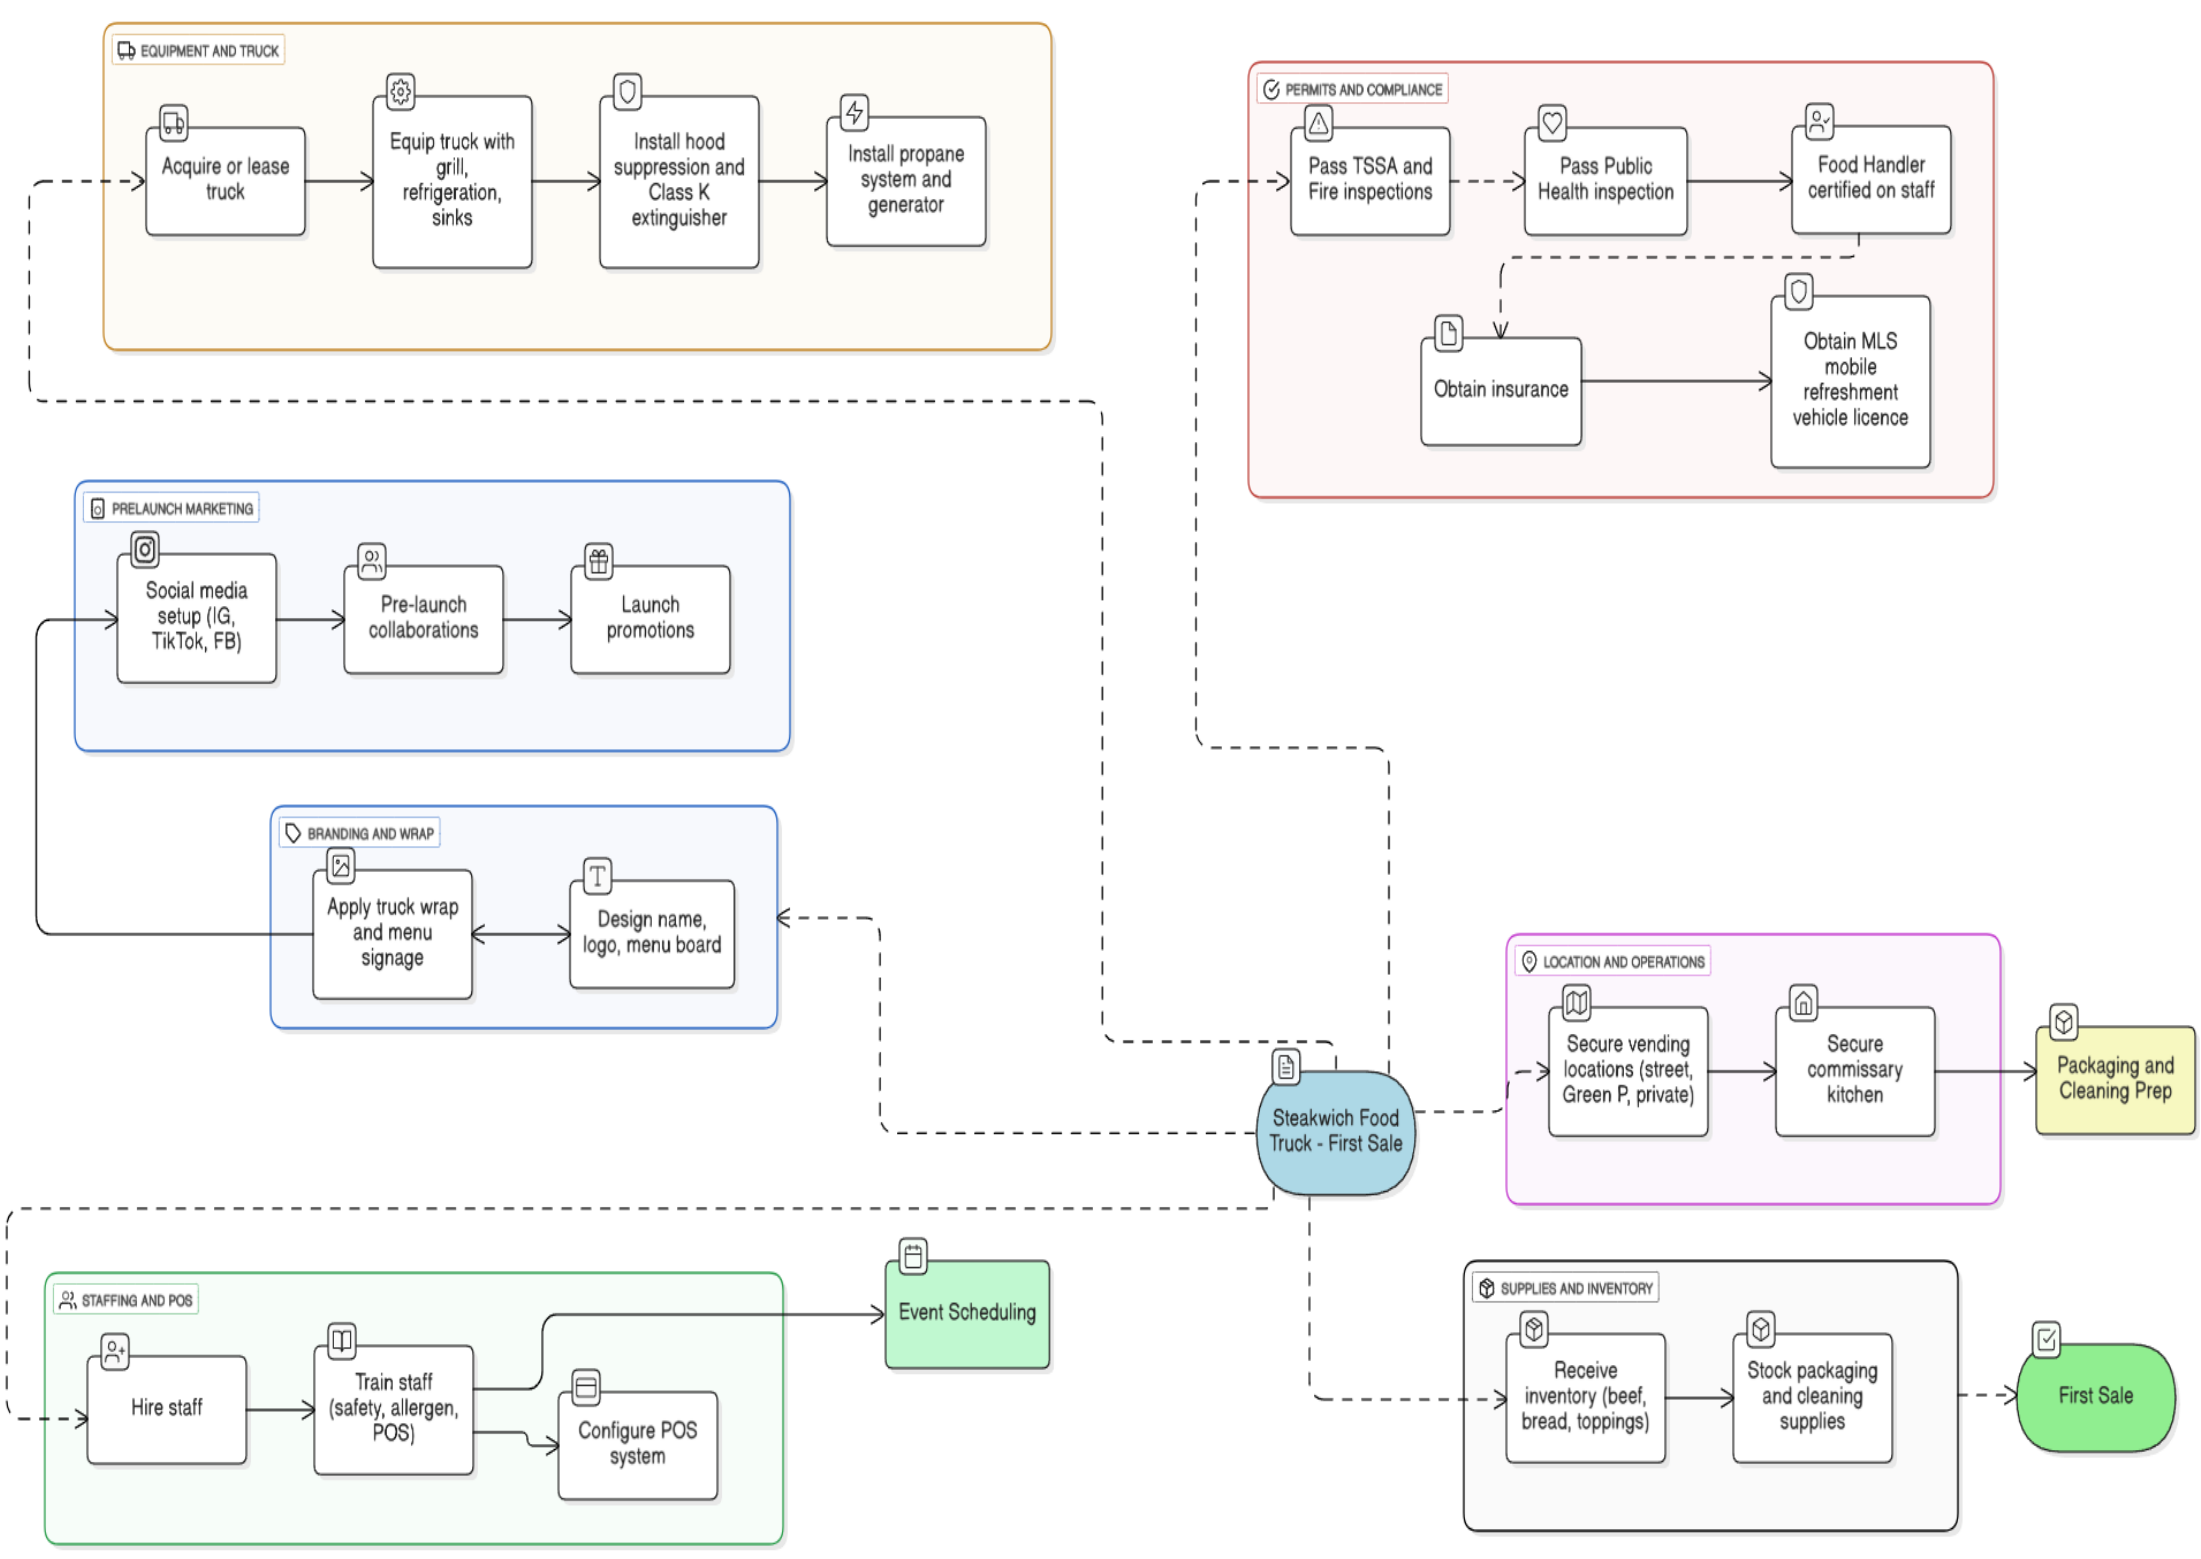 EQUIPMENT AND TRUCK
Acquire or lease
truck
Equip truck with
grill,
refrigeration,
sinks
Install hood
suppression and
Class K
extinguisher
Install propane
system and
generator
PERMITS AND COMPLIANCE
Pass TSSA and
Fire inspections
Pass Public
Health inspection
Food Handler
certified on staff
Obtain insurance
Obtain MLS
mobile
refreshment
vehicle licence
PRELAUNCH MARKETING
Social media
setup (IG,
TikTok, FB)
Pre-launch
collaborations
Launch
promotions
BRANDING AND WRAP
Apply truck wrap
and menu
signage
Design name,
logo, menu board
Steakwich Food
Truck - First Sale
LOCATION AND OPERATIONS
Secure vending
locations (street,
Green P, private)
Secure
commissary
kitchen
Packaging and
Cleaning Prep
STAFFING AND POS
Hire staff
Train staff
(safety, allergen,
POS)
Configure POS
system
Event Scheduling
SUPPLIES AND INVENTORY
Receive
inventory (beef,
bread, toppings)
Stock packaging
and cleaning
supplies
First Sale